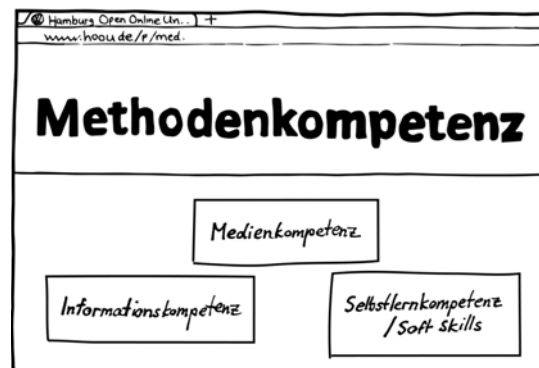 Hamburg Open Online Un.. +
www.hoou.de/p/med.
Methodenkompetenz
Medienkompetenz
Informationskompetenz
Selbstlernkompetenz
/ Soft Skills